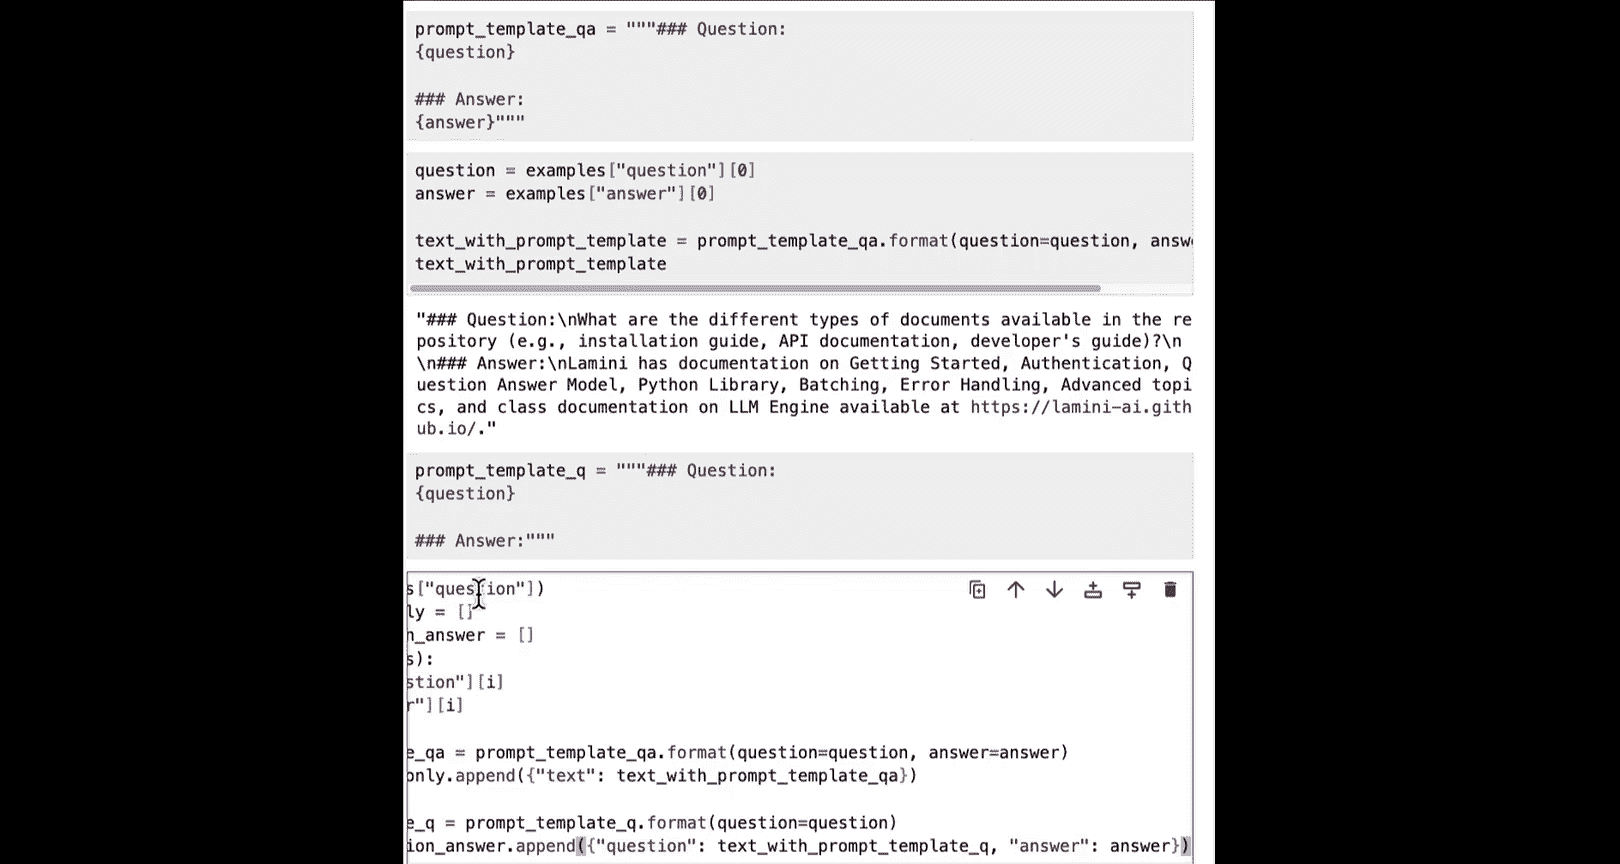 prompt_template_qa = """### Question:
{question}
### Answer:
{answer}"""
question = examples["question"][0]
answer = examples["answer"][0]
text_with_prompt_template = prompt_template_qa.format(question=question, answ
text_with_prompt_template
"### Question:\nWhat are the different types of documents available in the re
pository (e.g., installation guide, API documentation, developer's guide)?\n
\n### Answer:\nLamini has documentation on Getting Started, Authentication, Q
uestion Answer Model, Python Library, Batching, Error Handling, Advanced topi
cs, and class documentation on LLM Engine available at https://lamini-ai.gith
ub.io/."
prompt_template_q = """### Question:
{question}
### Answer:"""
s["question"])
ly = []
n_answer = []
s):
stion"][i]
r"][i]
e_qa = prompt_template_qa.format(question=question, answer=answer)
only.append({"text": text_with_prompt_template_qa})
e_q = prompt_template_q.format(question=question)
ion_answer.append({"question": text_with_prompt_template_q, "answer": answer})